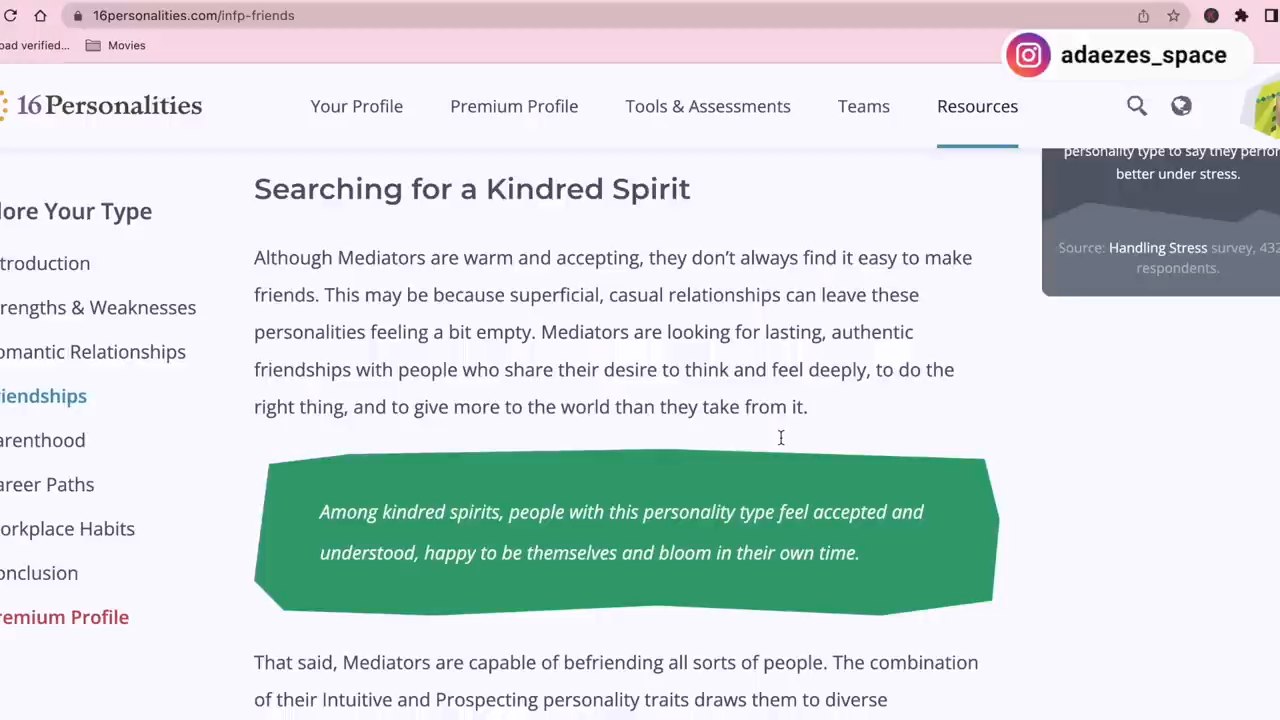 16personalities.com/infp-friends
oad verified...
Movies
adaezes_space
16Personalities
Your Profile
Premium Profile
Tools & Assessments
Teams
Resources
personality type to say they perfor
better under stress.
Source: Handling Stress survey, 432
respondents.
lore Your Type
troduction
rengths & Weaknesses
omantic Relationships
iendships
arenthood
areer Paths
orkplace Habits
onclusion
remium Profile
Searching for a Kindred Spirit
Although Mediators are warm and accepting, they don’t always find it easy to make
friends. This may be because superficial, casual relationships can leave these
personalities feeling a bit empty. Mediators are looking for lasting, authentic
friendships with people who share their desire to think and feel deeply, to do the
right thing, and to give more to the world than they take from it.
Among kindred spirits, people with this personality type feel accepted and
understood, happy to be themselves and bloom in their own time.
That said, Mediators are capable of befriending all sorts of people. The combination
of their Intuitive and Prospecting personality traits draws them to diverse